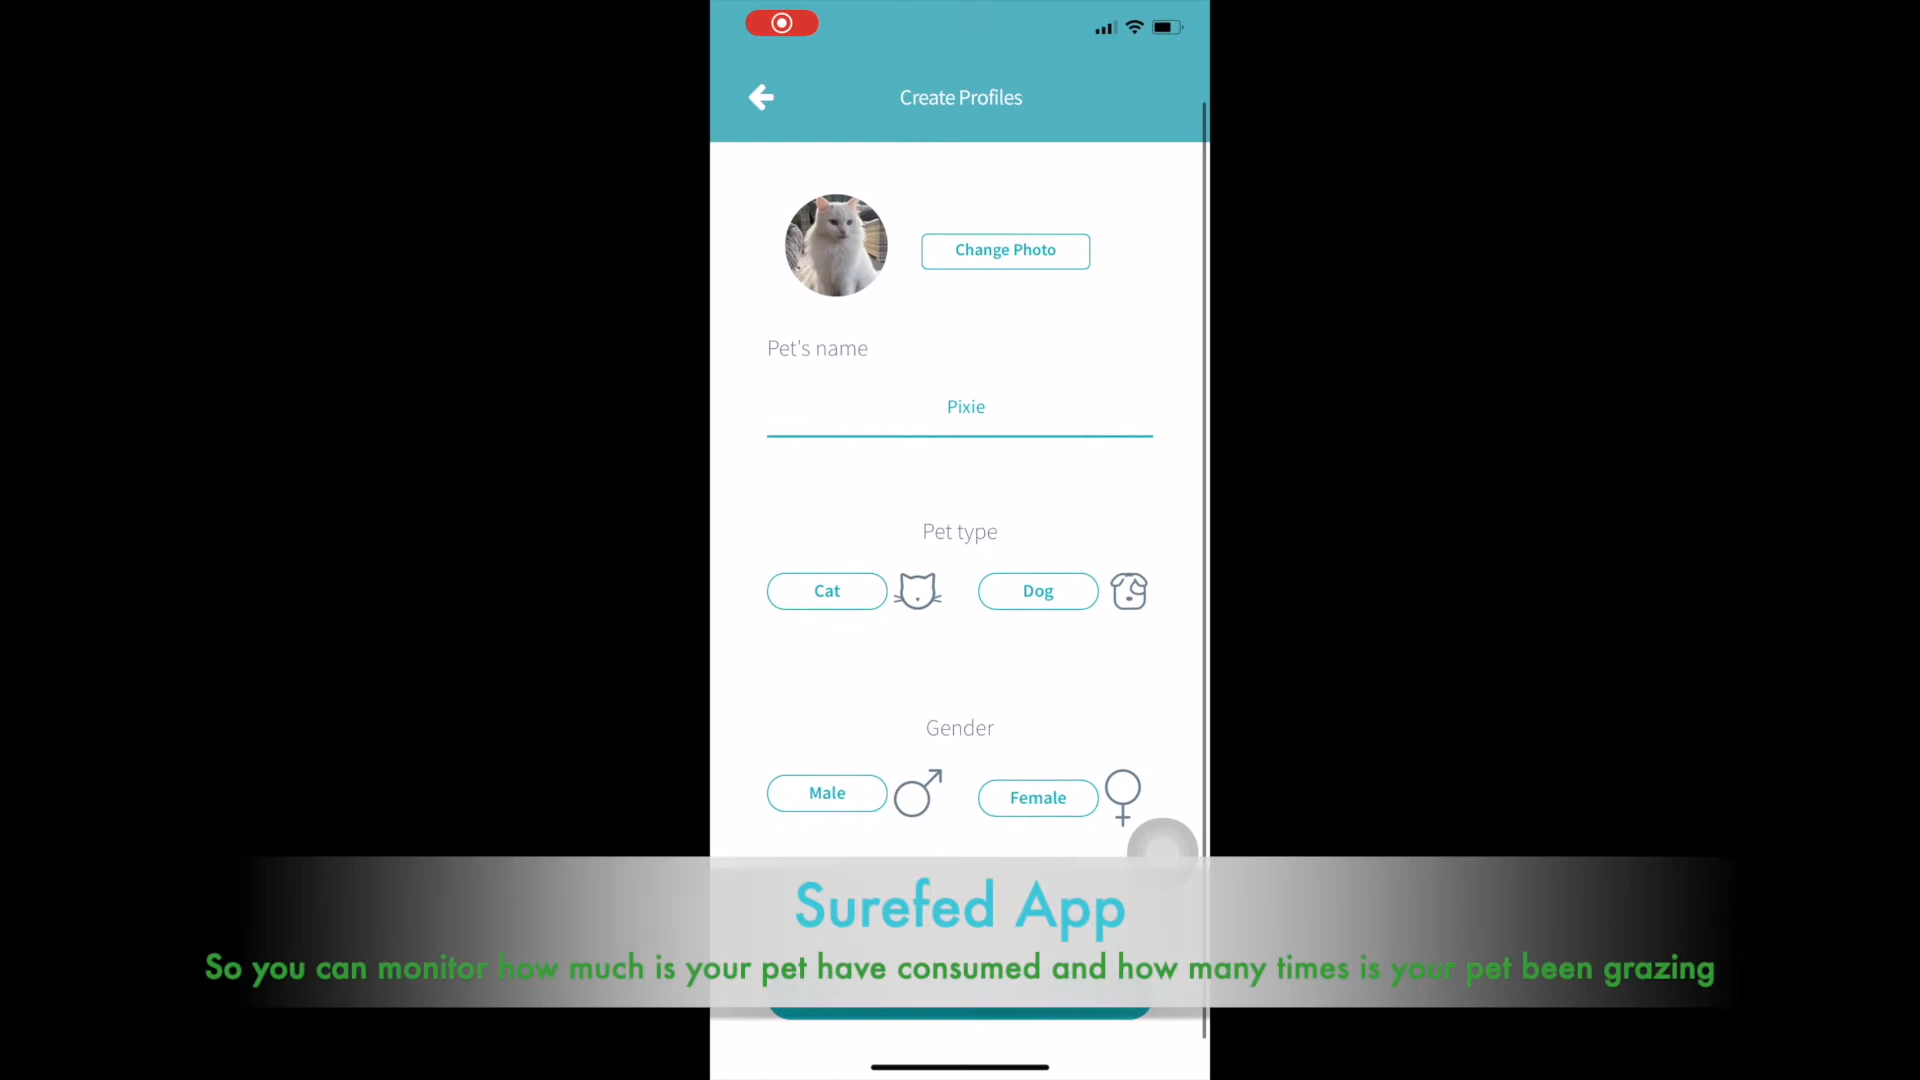 Create Profiles
Change Photo
Pet's name
Pixie
Pet type
Cat
Dog
Gender
Male
Female
Surefed App
So you can monitor how much is your pet have consumed and how many times is your pet been grazing